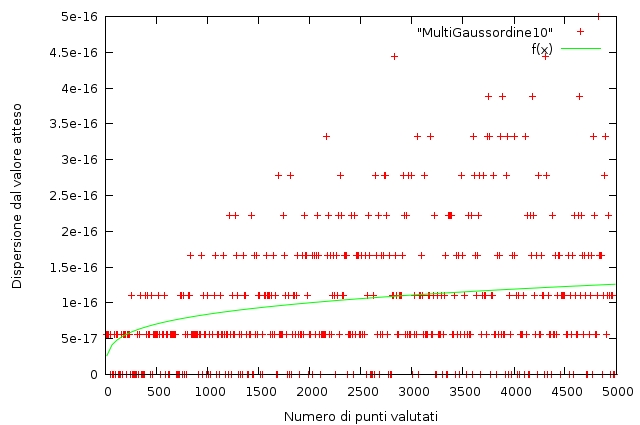 5e-16
"MultiGaussordine10"
f(x)
4.5e-16
4e-16
3.5e-16
3e-16
2.5e-16
2e-16
1.5e-16
1e-16
5e-17
0
Dispersione dal valore atteso
0 500 1000 1500 2000 2500 3000 3500 4000 4500 5000
Numero di punti valutati